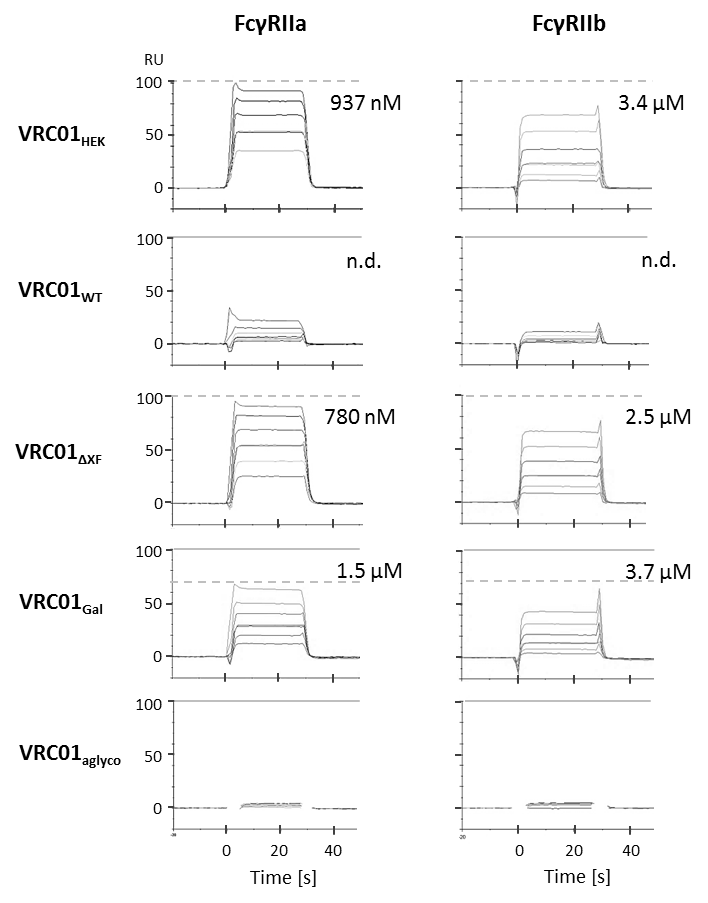 FcγRIIa FcγRIIb
RU
100
937 nM 3.4 µM
VRC01HEK
50
0
100
n.d. n.d.
VRC01WT
50
0
100
780 nM 2.5 µM
VRC01ΔXF
50
0
100
1.5 µM 3.7 µM
VRC01Gal
50
0
100
VRC01aglyco
50
0
-20
0 20 40 0 20 40
Time [s] Time [s]